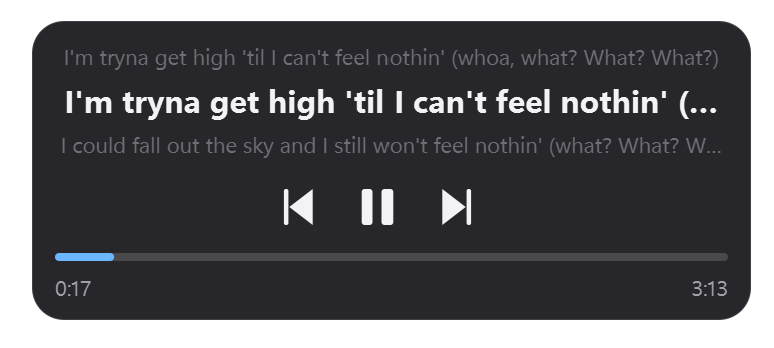 I'm tryna get high 'til I can't feel nothin' (whoa, what? What? What?)
I'm tryna get high 'til I can't feel nothin' (...
I could fall out the sky and I still won't feel nothin' (what? What? W...
0:17 3:13